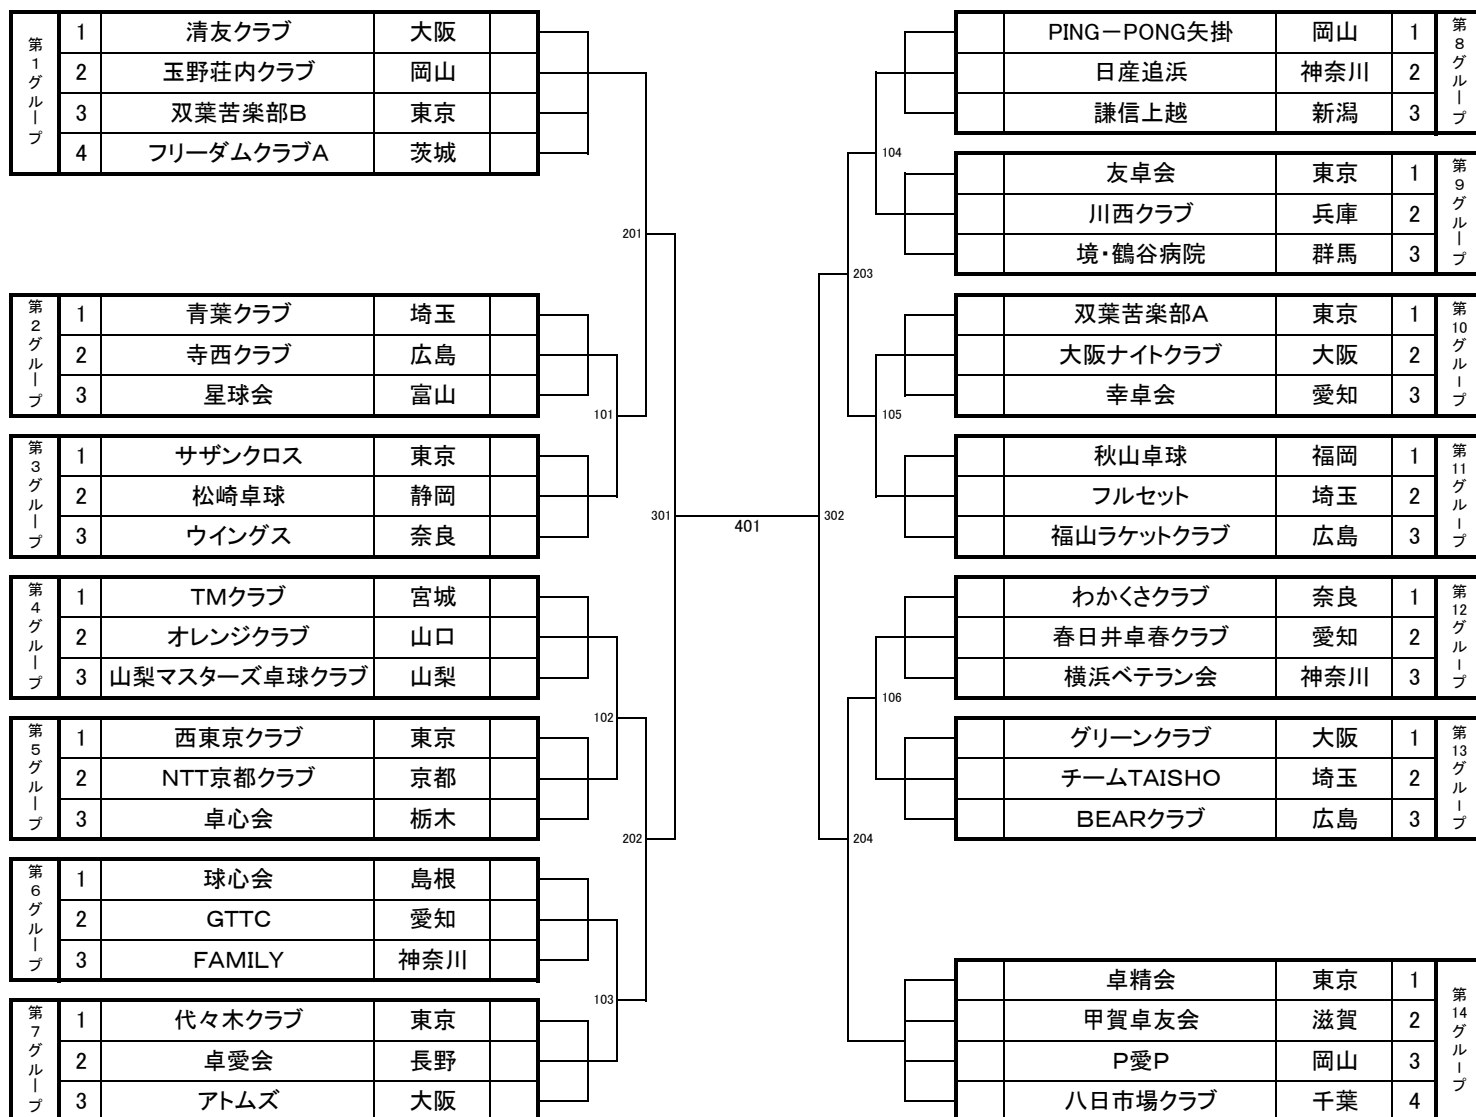 第1グループ
1 清友クラブ 大阪
2 玉野荘内クラブ 岡山
3 双葉苦楽部B 東京
4 フリーダムクラブA 茨城
201
第2グループ
1 青葉クラブ 埼玉
2 寺西クラブ 広島
3 星球会 富山
101
第3グループ
1 サザンクロス 東京
2 松崎卓球 静岡
3 ウイングス 奈良
301
401
第4グループ
1 TMクラブ 宮城
2 オレンジクラブ 山口
3 山梨マスターズ卓球クラブ 山梨
102
第5グループ
1 西東京クラブ 東京
2 NTT京都クラブ 京都
3 卓心会 栃木
202
第6グループ
1 球心会 島根
2 GTTC 愛知
3 FAMILY 神奈川
103
第7グループ
1 代々木クラブ 東京
2 卓愛会 長野
3 アトムズ 大阪
PING－PONG矢掛 岡山 1
日産追浜 神奈川 2
謙信上越 新潟 3
第8グループ
104
友卓会 東京 1
川西クラブ 兵庫 2
境・鶴谷病院 群馬 3
第9グループ
203
双葉苦楽部A 東京 1
大阪ナイトクラブ 大阪 2
幸卓会 愛知 3
第10グループ
105
秋山卓球 福岡 1
フルセット 埼玉 2
福山ラケットクラブ 広島 3
第11グループ
302
わかくさクラブ 奈良 1
春日井卓春クラブ 愛知 2
横浜ベテラン会 神奈川 3
第12グループ
106
グリーンクラブ 大阪 1
チームTAISHO 埼玉 2
BEARクラブ 広島 3
第13グループ
204
卓精会 東京 1
甲賀卓友会 滋賀 2
P愛P 岡山 3
八日市場クラブ 千葉 4
第14グループ